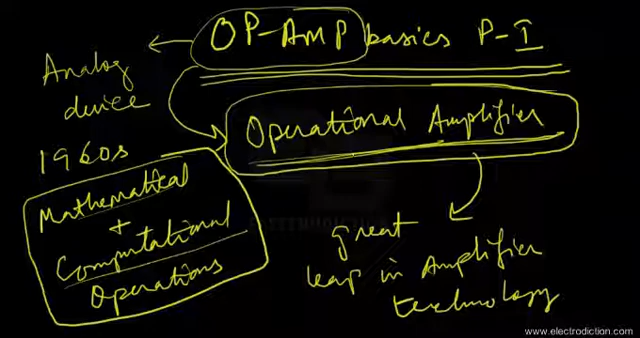 OP-AMP basics P-I
Analog
device
Operational Amplifier
1960s
Mathematical
+
Computational
Operations
great
leap in Amplifier
technology
www.electrodiction.com